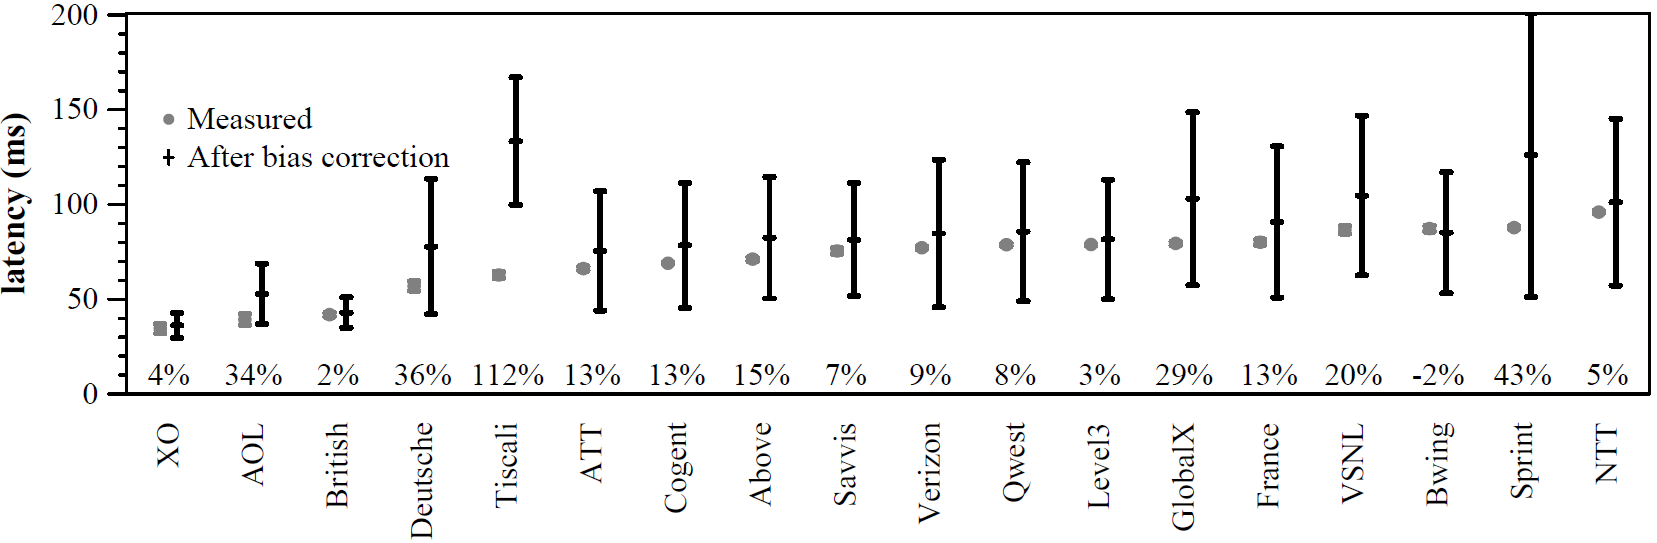 latency (ms)
200
150
100
50
0
Measured
After bias correction
4% 34% 2% 36% 112% 13% 13% 15% 7% 9% 8% 3% 29% 13% 20% -2% 43% 5%
XO
AOL
British
Deutsche
Tiscali
ATT
Cogent
Above
Savvis
Verizon
Qwest
Level3
GlobalX
France
VSNL
Bwing
Sprint
NTT